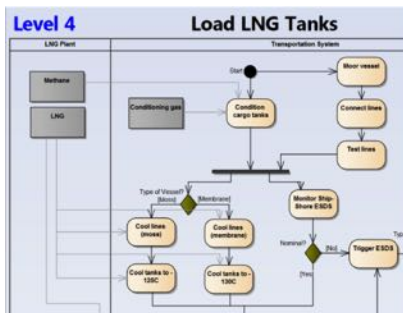 Level 4
Load LNG Tanks
LNG Plant
Transportation System
Methane
Start
Moor vessel
LNG
Conditioning gas
Condition
cargo tanks
Connect lines
Test lines
Type of Vessel?
[Moss]
[Membrane]
Monitor Ship-
Shore ESDS
Cool lines
(moss)
Cool lines
(membrane)
Nominal?
[No]
Trigger ESDS
Cool tanks to -
Cool tanks to -
130C
[Yes]